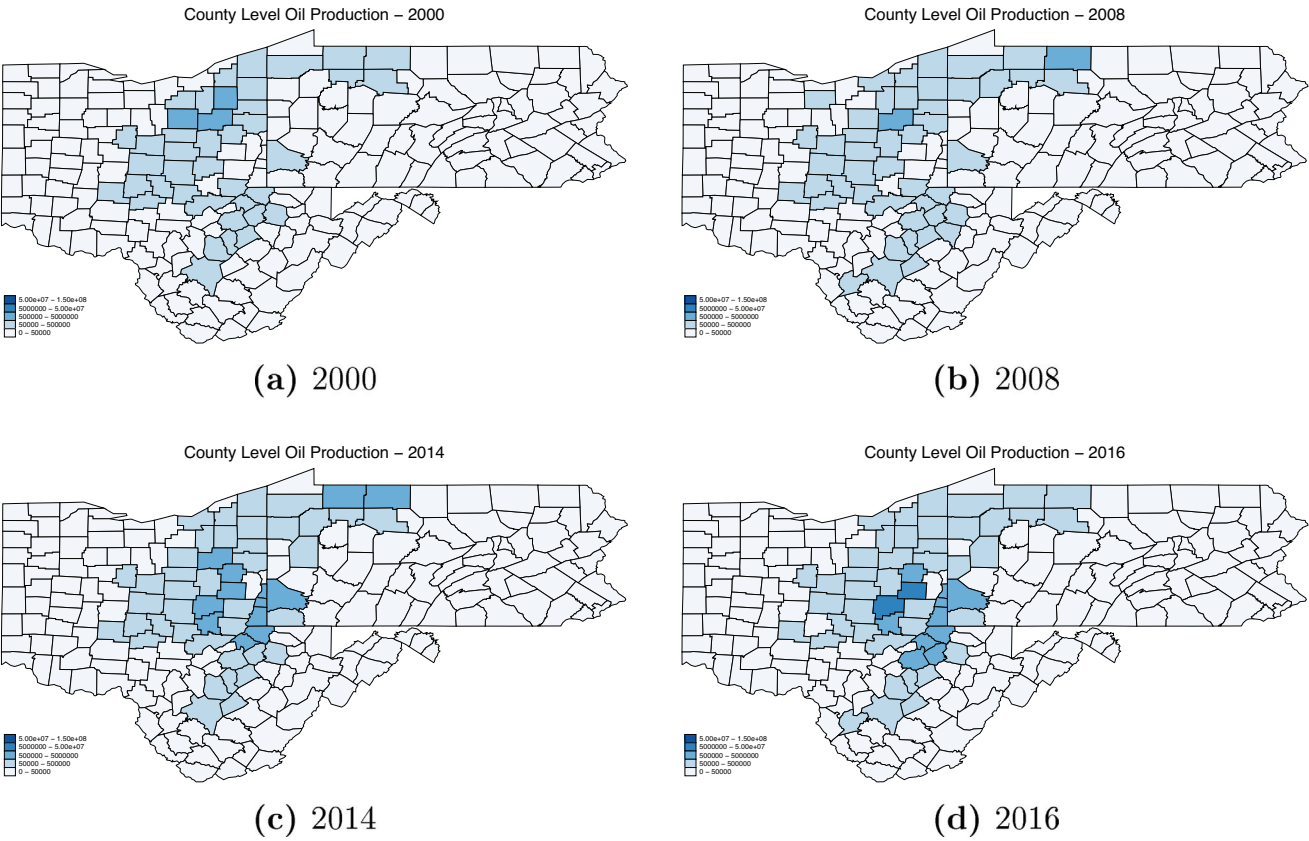 County Level Oil Production − 2000
5.00e+07 − 1.50e+08
5000000 − 5.00e+07
500000 − 5000000
50000 − 500000
0 − 50000
(a) 2000
County Level Oil Production − 2008
5.00e+07 − 1.50e+08
5000000 − 5.00e+07
500000 − 5000000
50000 − 500000
0 − 50000
(b) 2008
County Level Oil Production − 2014
5.00e+07 − 1.50e+08
5000000 − 5.00e+07
500000 − 5000000
50000 − 500000
0 − 50000
(c) 2014
County Level Oil Production − 2016
5.00e+07 − 1.50e+08
5000000 − 5.00e+07
500000 − 5000000
50000 − 500000
0 − 50000
(d) 2016